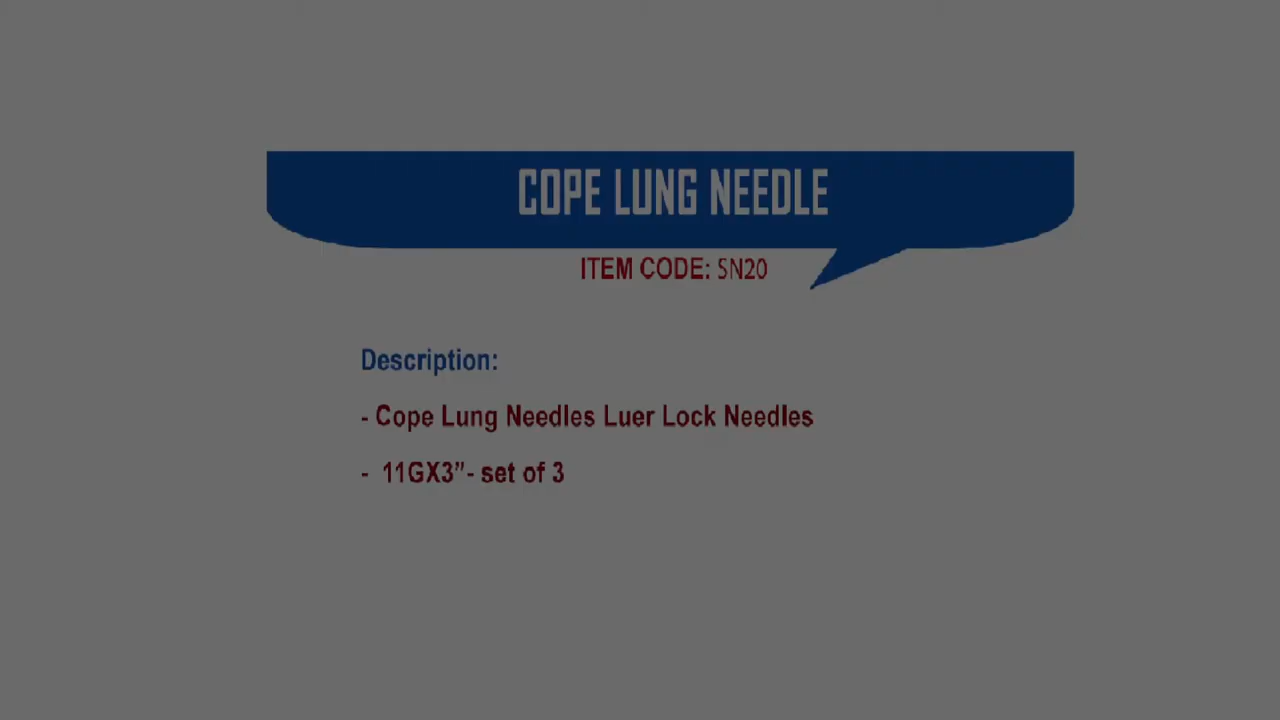 COPE LUNG NEEDLE
ITEM CODE: SN20
Description:
- Cope Lung Needles Luer Lock Needles
- 11GX3”- set of 3